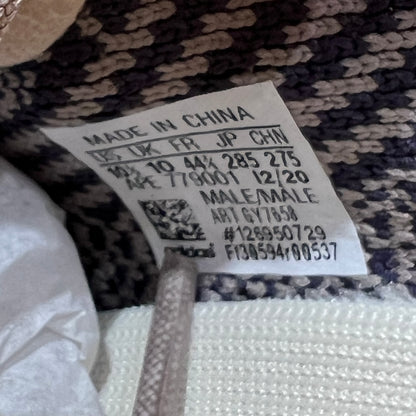 MADE IN CHINA
US UK FR JP CHN
10½ 10 44⅔ 285 275
APE 779001 12/20
MALE/MALE
ART GY7658
#126950729
F130594r00537